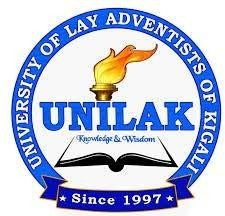 UNIVERSITY OF LAY ADVENTISTS OF KIGALI
UNILAK
Knowledge & Wisdom
★ Since 1997 ★